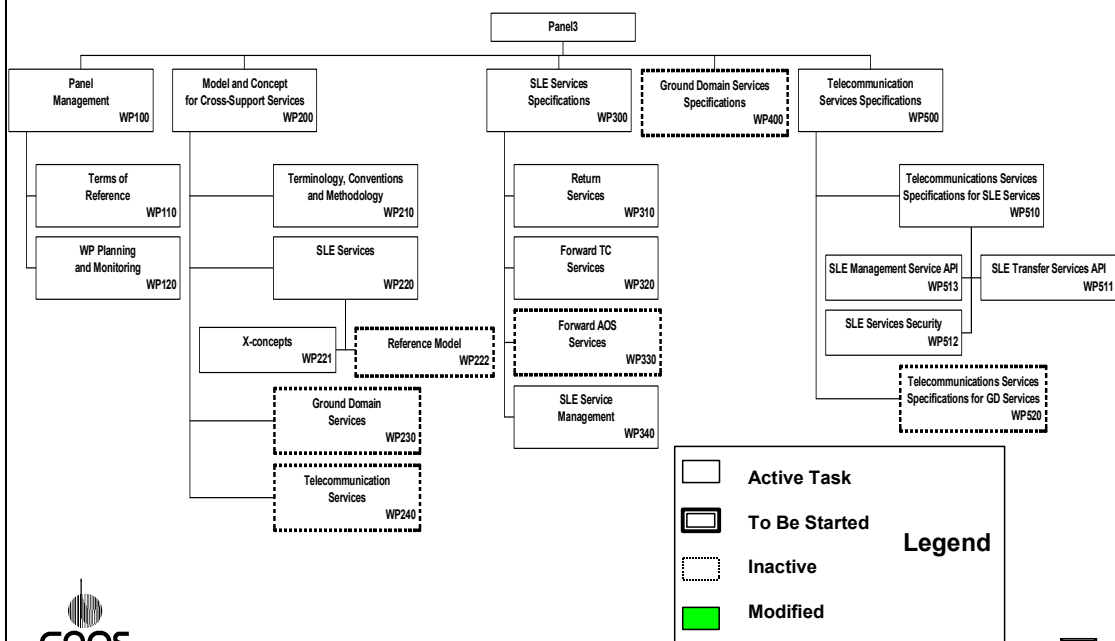 Panel3
Panel
Management
WP100
Model and Concept
for Cross-Support Services
WP200
SLE Services
Specifications
WP300
Ground Domain Services
Specifications
WP400
Telecommunication
Services Specifications
WP500
Terms of
Reference
WP110
WP Planning
and Monitoring
WP120
Terminology, Conventions
and Methodology
WP210
SLE Services
WP220
X-concepts
WP221
Reference Model
WP222
Ground Domain
Services
WP230
Telecommunication
Services
WP240
Return
Services
WP310
Forward TC
Services
WP320
Forward AOS
Services
WP330
SLE Service
Management
WP340
Telecommunications Services
Specifications for SLE Services
WP510
SLE Management Service API
WP513
SLE Transfer Services API
WP511
SLE Services Security
WP512
Telecommunications Services
Specifications for GD Services
WP520
Legend
Active Task
To Be Started
Inactive
Modified